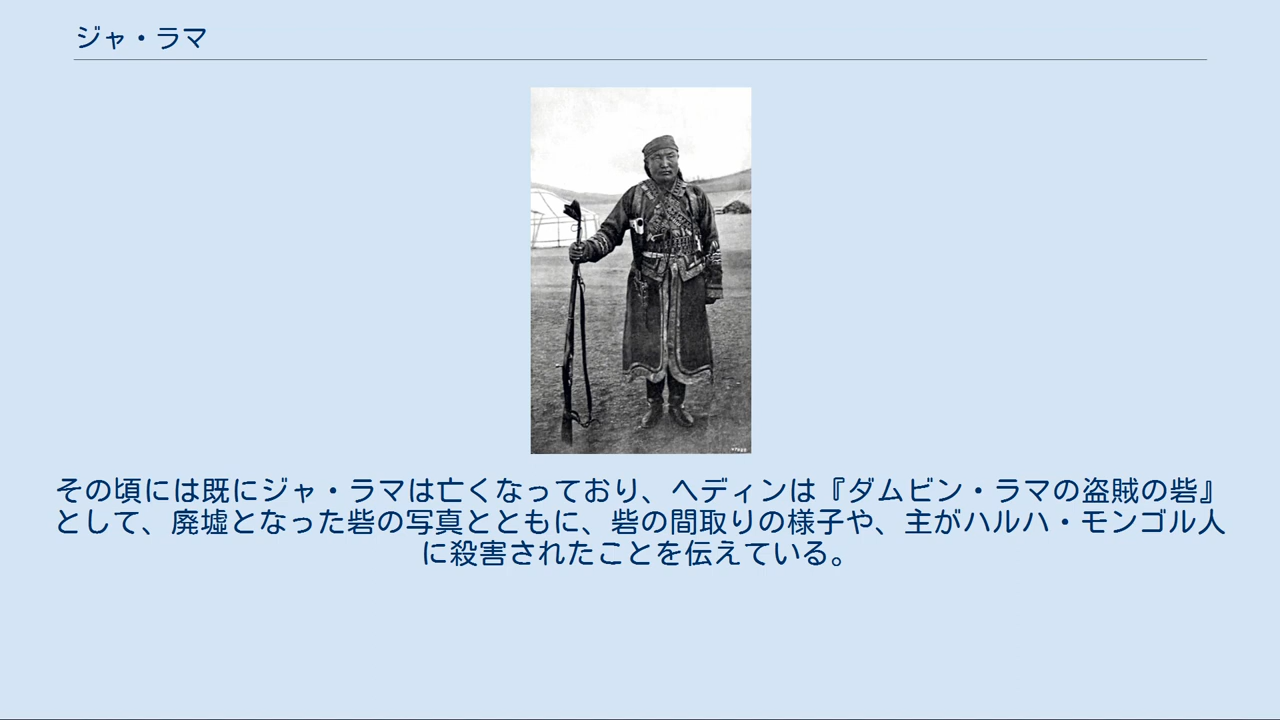 ジャ・ラマ
その頃には既にジャ・ラマは亡くなっており、ヘディンは『ダムビン・ラマの盗賊の砦』
として、廃墟となった砦の写真とともに、砦の間取りの様子や、主がハルハ・モンゴル人
に殺害されたことを伝えている。